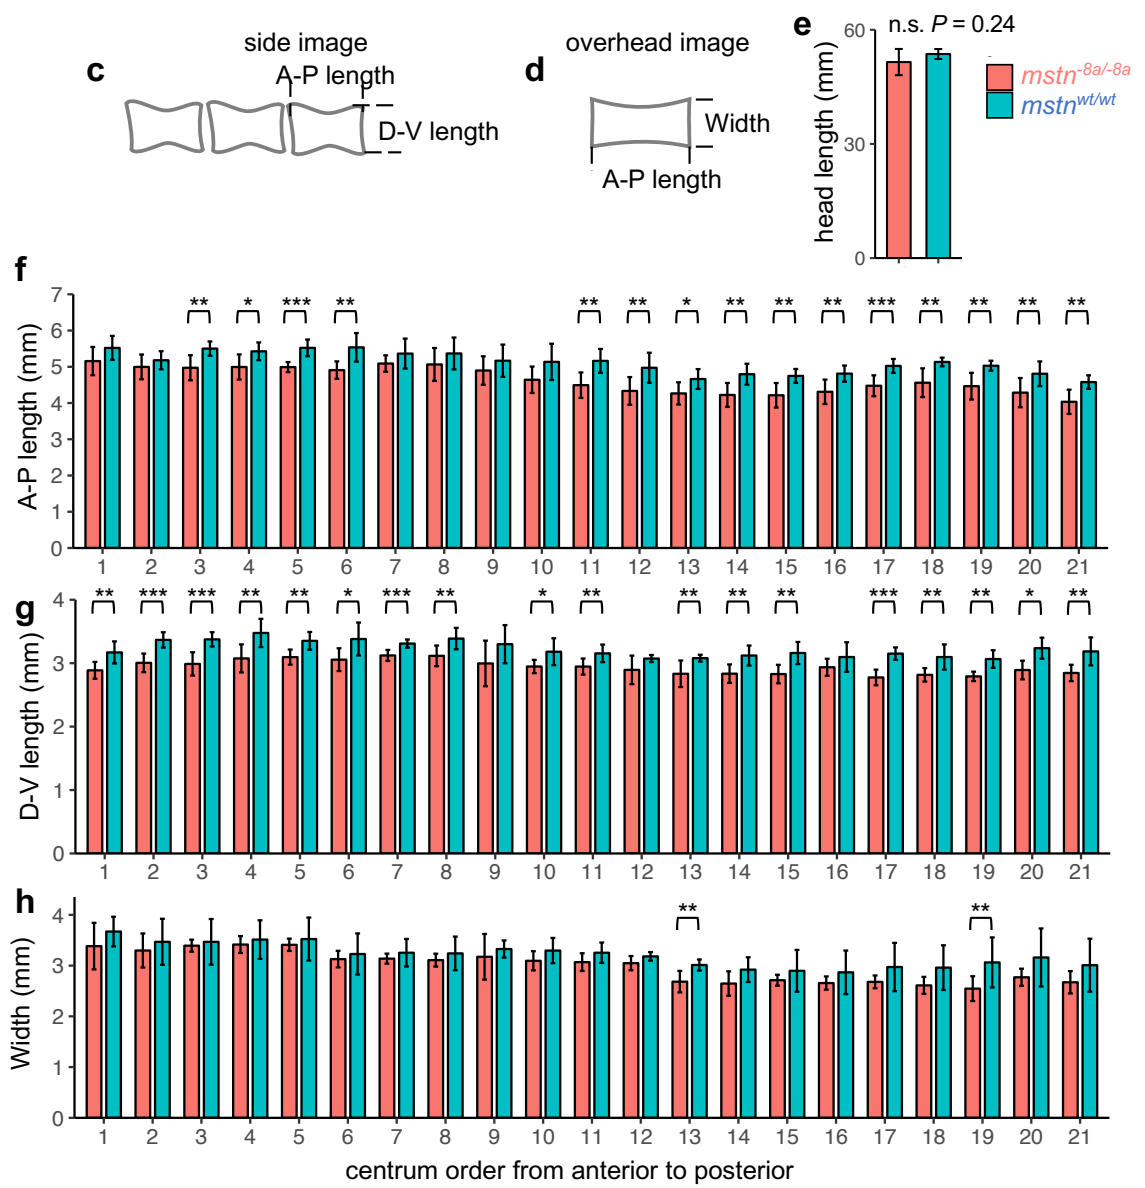 side image
overhead image
c
A-P length
D-V length
d
Width
A-P length
e
n.s. P = 0.24
head length (mm)
60
30
0
mstn-8a/-8a
mstnwt/wt
f
A-P length (mm)
7
6
5
4
3
2
1
0
** * *** ** ** ** * ** ** ** *** ** ** ** **
1 2 3 4 5 6 7 8 9 10 11 12 13 14 15 16 17 18 19 20 21
g
D-V length (mm)
4
3
2
1
0
** *** *** ** ** * *** ** * ** ** ** ** *** ** ** * **
1 2 3 4 5 6 7 8 9 10 11 12 13 14 15 16 17 18 19 20 21
h
Width (mm)
4
3
2
1
0
** **
1 2 3 4 5 6 7 8 9 10 11 12 13 14 15 16 17 18 19 20 21
centrum order from anterior to posterior